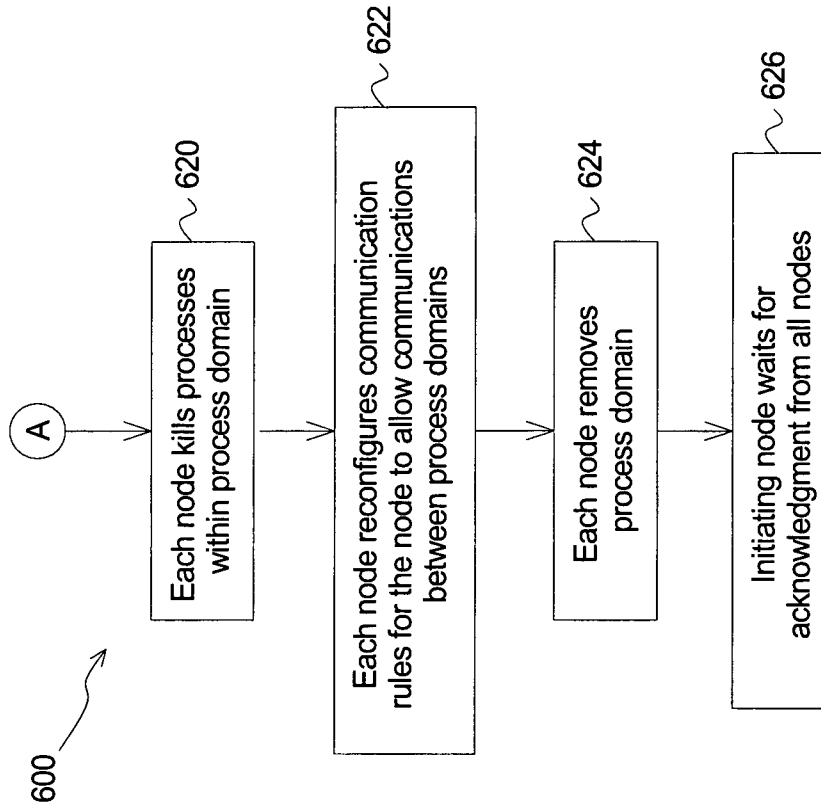 600
A
Each node kills processes
within process domain
620
Each node reconfigures communication
rules for the node to allow communications
between process domains
622
Each node removes
process domain
624
Initiating node waits for
acknowledgment from all nodes
626